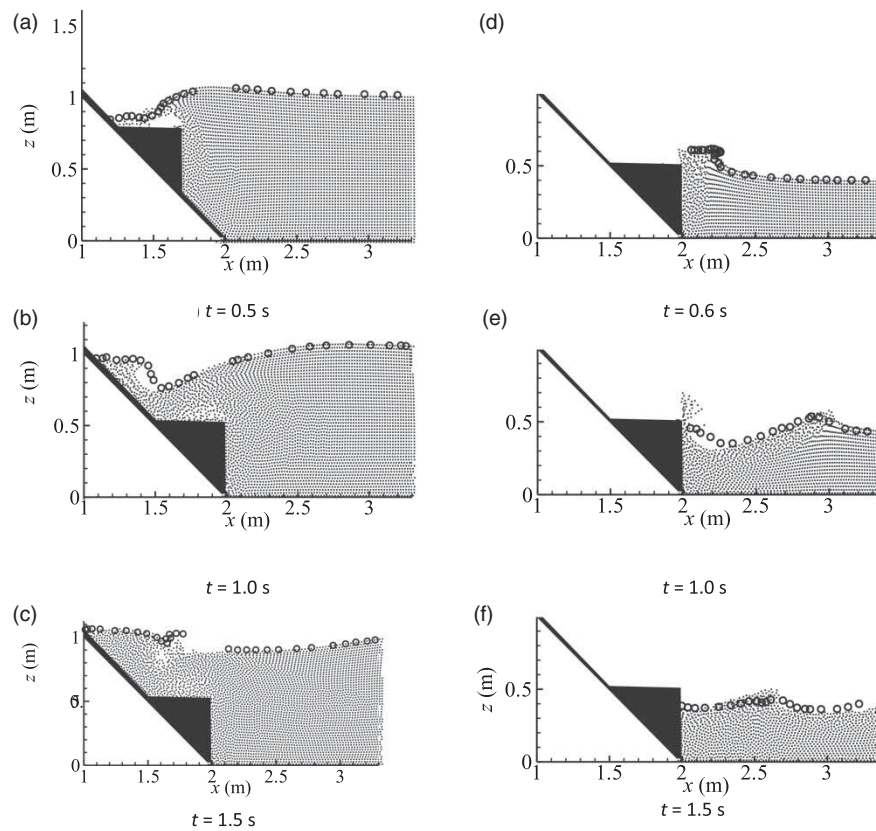 (a)
1.5
1
0.5
0
z (m)
1 1.5 2 2.5 3
x (m)
) t = 0.5 s
(b)
1
0.5
0
z (m)
1 1.5 2 2.5 3
x (m)
t = 1.0 s
(c)
1
0
z (m)
1 1.5 2 2.5 3
x (m)
t = 1.5 s
(d)
0.5
0
z (m)
1 1.5 2 2.5 3
x (m)
t = 0.6 s
(e)
0.5
0
z (m)
1 1.5 2 2.5 3
x (m)
t = 1.0 s
(f)
0.5
0
z (m)
1 1.5 2 2.5 3
x (m)
t = 1.5 s